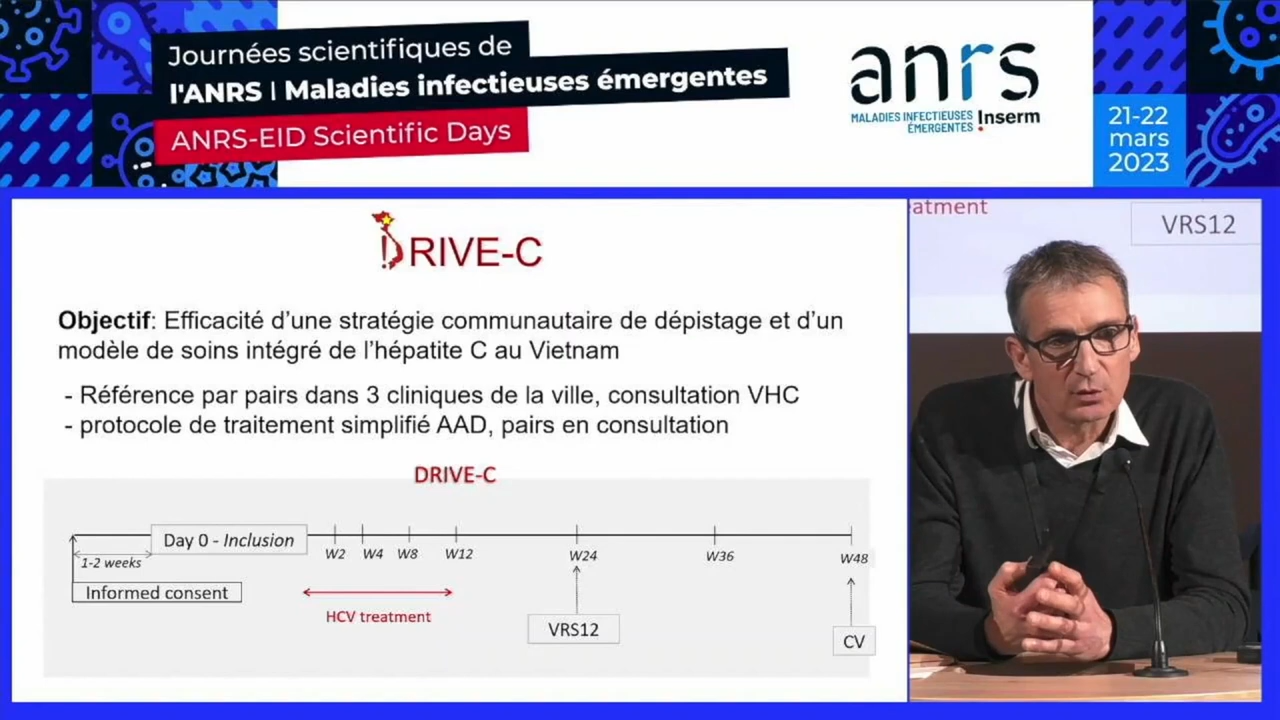 Journées scientifiques de
l'ANRS | Maladies infectieuses émergentes
ANRS-EID Scientific Days
anrs
MALADIES INFECTIEUSES
ÉMERGENTES
Inserm
21-22
mars
2023
DRIVE-C
Objectif: Efficacité d'une stratégie communautaire de dépistage et d'un
modèle de soins intégré de l'hépatite C au Vietnam
- Référence par pairs dans 3 cliniques de la ville, consultation VHC
- protocole de traitement simplifié AAD, pairs en consultation
DRIVE-C
Day 0 - Inclusion
W2 W4 W8 W12 W24 W36 W48
1-2 weeks
Informed consent
HCV treatment
VRS12
CV
eatment
VRS12